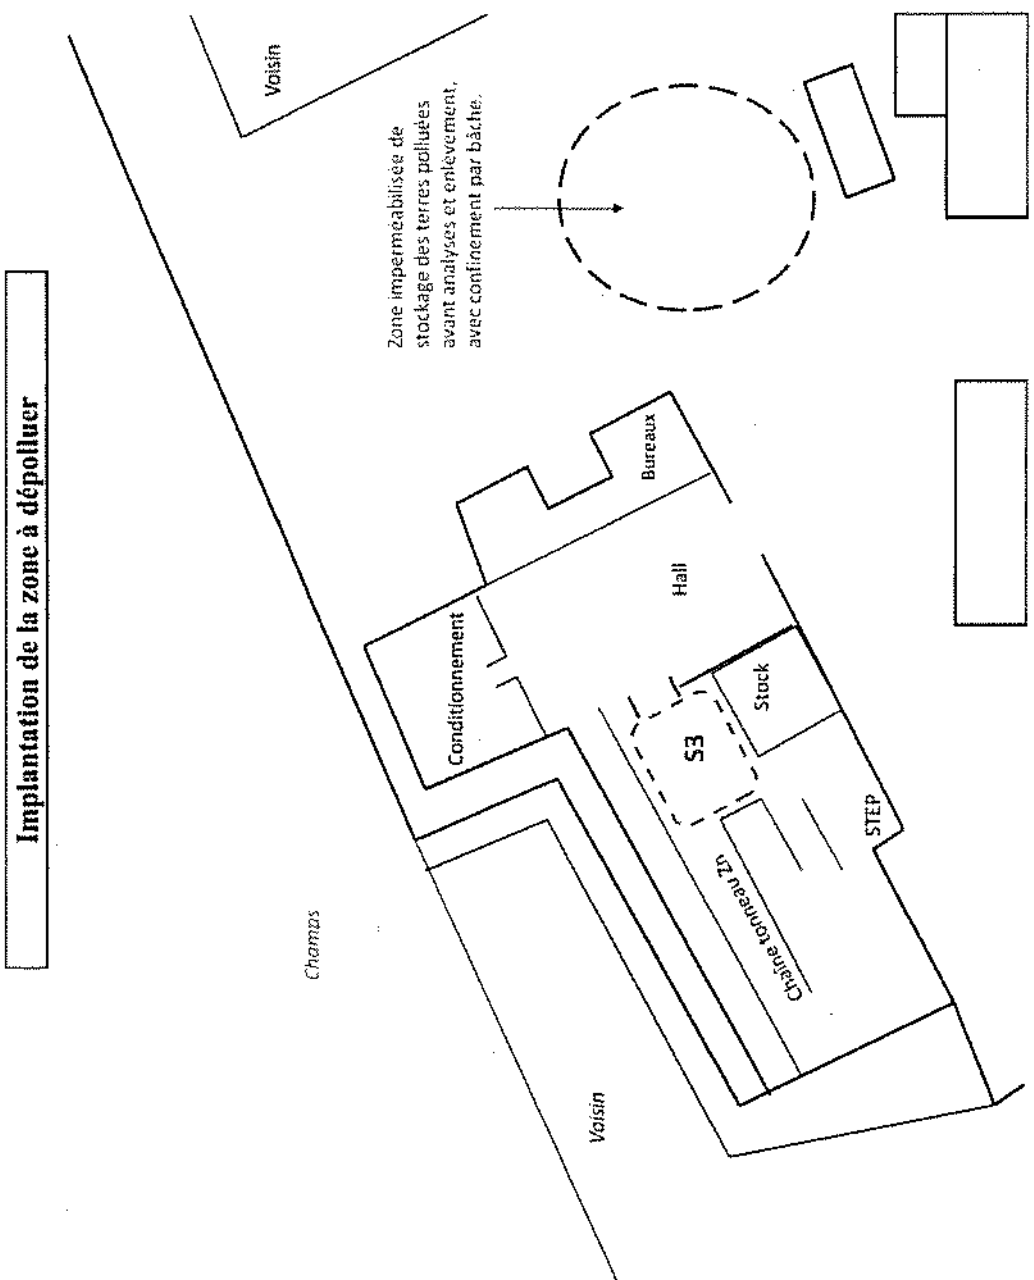 Implantation de la zone à dépolluer
Voisin
Zone imperméabilisée de
stockage des terres polluées
avant analyses et enlèvement,
avec confinement par bâche.
Champs
Conditionnement
Bureaux
Hall
Stock
S3
STEP
Chaîne tonneau Zn
Voisin